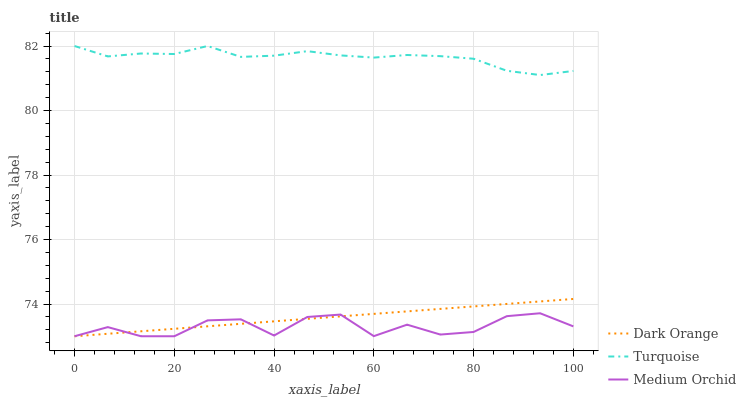 title
yaxis_label
82
80
78
76
74
0 20 40 60 80 100
xaxis_label
Dark Orange
Turquoise
Medium Orchid